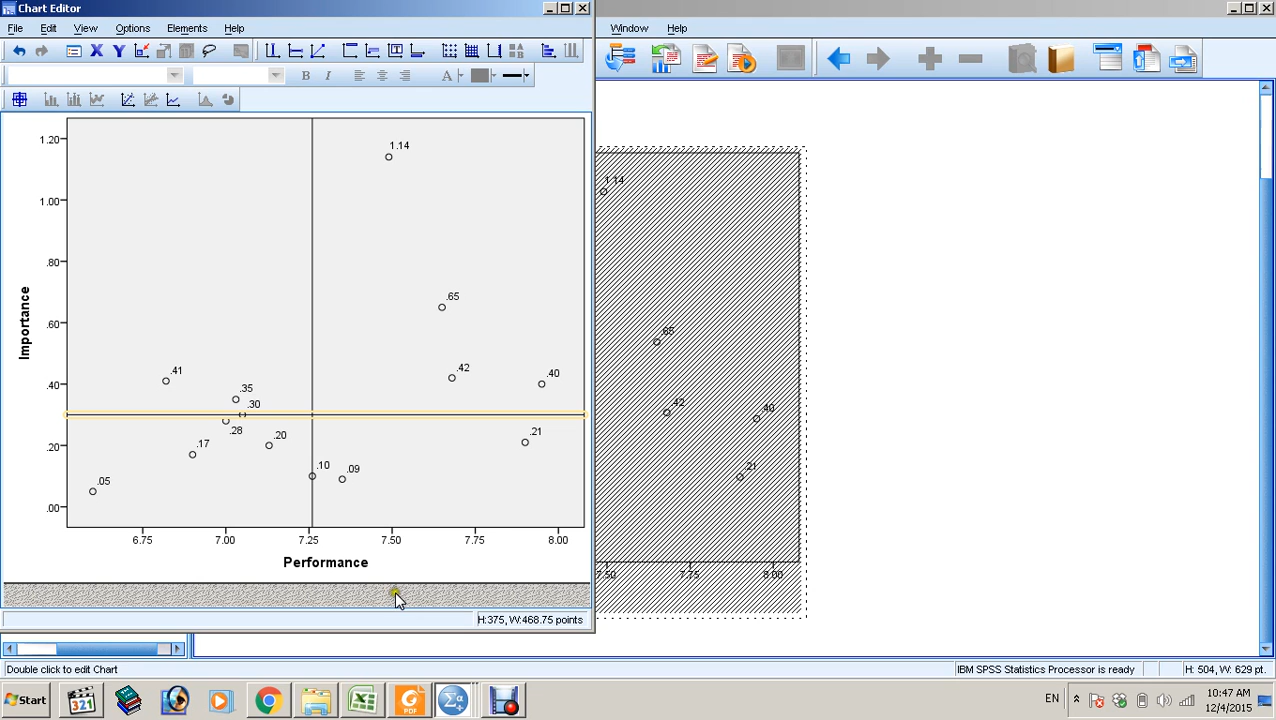 Chart Editor
File Edit View Options Elements Help
Window Help
B I A
1.20
1.00
.80
.60
.40
.20
.00
Importance
1.14
.65
.42
.40
.41
.35
.30
.28
.20
.17
.21
.10
.09
.05
6.75 7.00 7.25 7.50 7.75 8.00
Performance
1.14
.65
.42
.40
.21
7.50 7.75 8.00
H:375, W:468.75 points
Double click to edit Chart
IBM SPSS Statistics Processor is ready
H: 504, W: 629 pt.
Start
321
PDF
EN
10:47 AM
12/4/2015